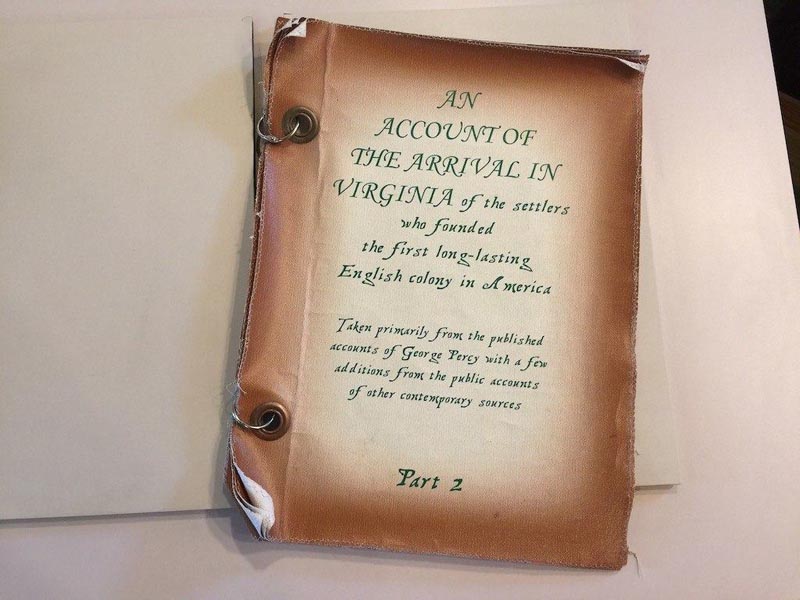 AN
ACCOUNT OF
THE ARRIVAL IN
VIRGINIA of the settlers
who founded
the first long-lasting
English colony in America
Taken primarily from the published
accounts of George Percy with a few
additions from the public accounts
of other contemporary sources
Part 2